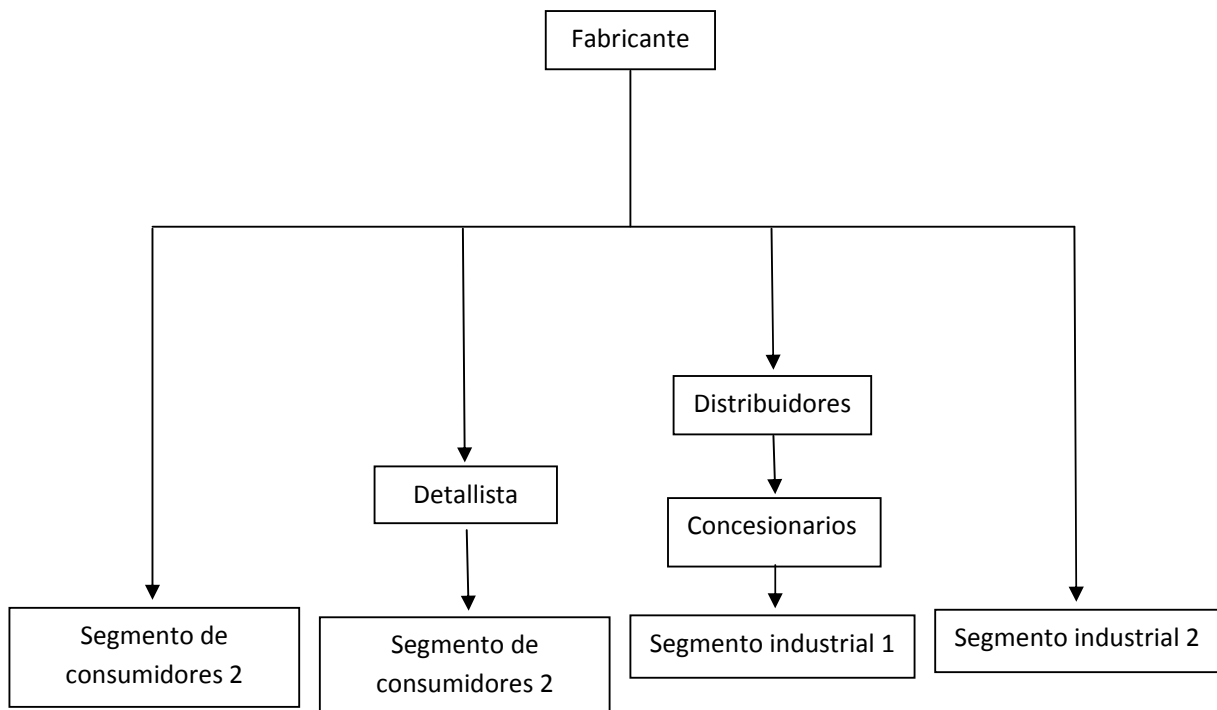 Fabricante
Distribuidores
Detallista
Concesionarios
Segmento de
consumidores 2
Segmento de
consumidores 2
Segmento industrial 1
Segmento industrial 2